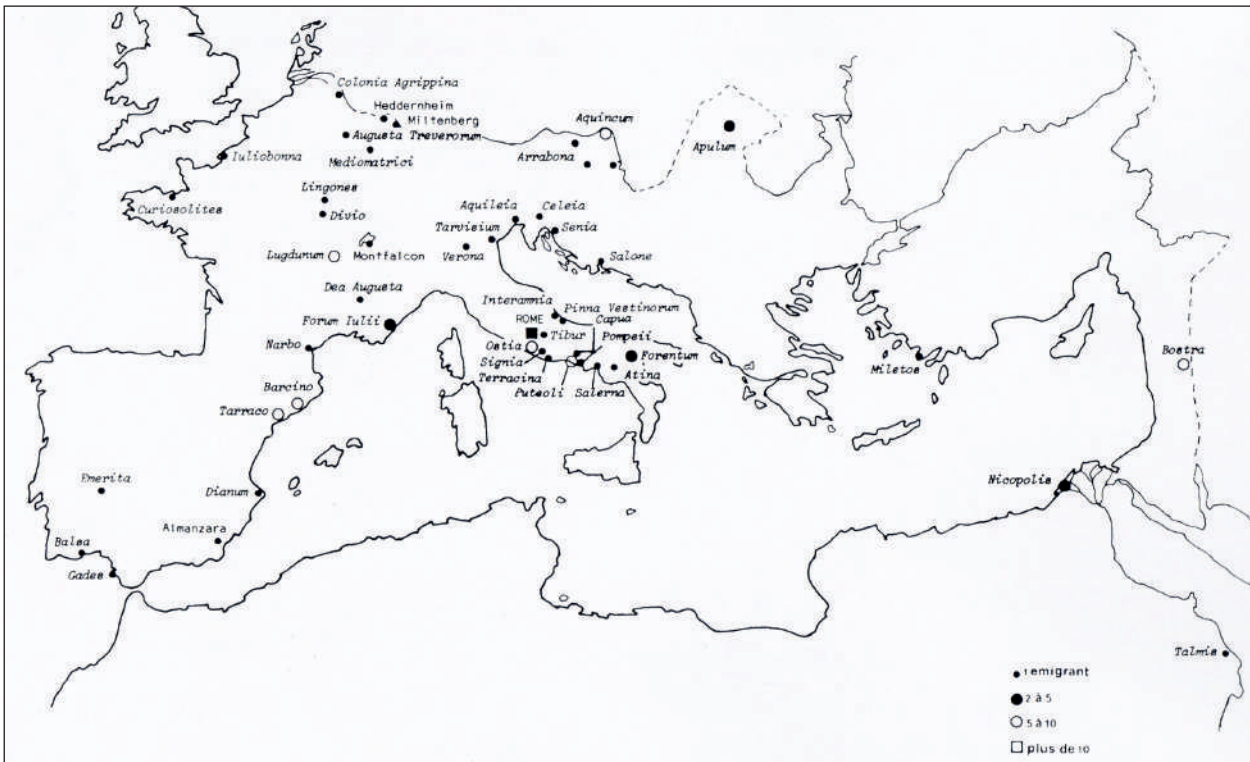 Colonia Agrippina
Heddernheim
Miltenberg
Aquincum
Augusta Treverorum
Apulum
Arrabona
Iuliobonna
Mediomatrici
Lingones
Curiosolites
Divio
Aquileia
Celeia
Tarvisium
Senia
Lugdunum
Montfalcon
Verona
Salone
Dea Augusta
Interamnia
Pinna Vestinorum
Forum Iulii
ROME
Capua
Tibur
Pompeii
Narbo
Ostia
Forentum
Signia
Bostra
Terracina
Atina
Miletos
Puteoli
Salerna
Barcino
Tarraco
Emerita
Dianum
Nicopolis
Almanzara
Balsa
Gades
Talmis
1 emigrant
2 à 5
5 à 10
plus de 10